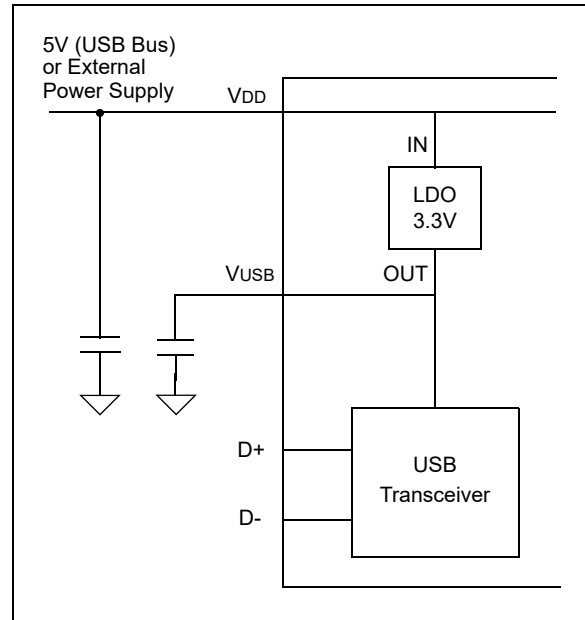 5V (USB Bus)
or External
Power Supply
VDD
IN
LDO
3.3V
VUSB
OUT
D+
USB
Transceiver
D-